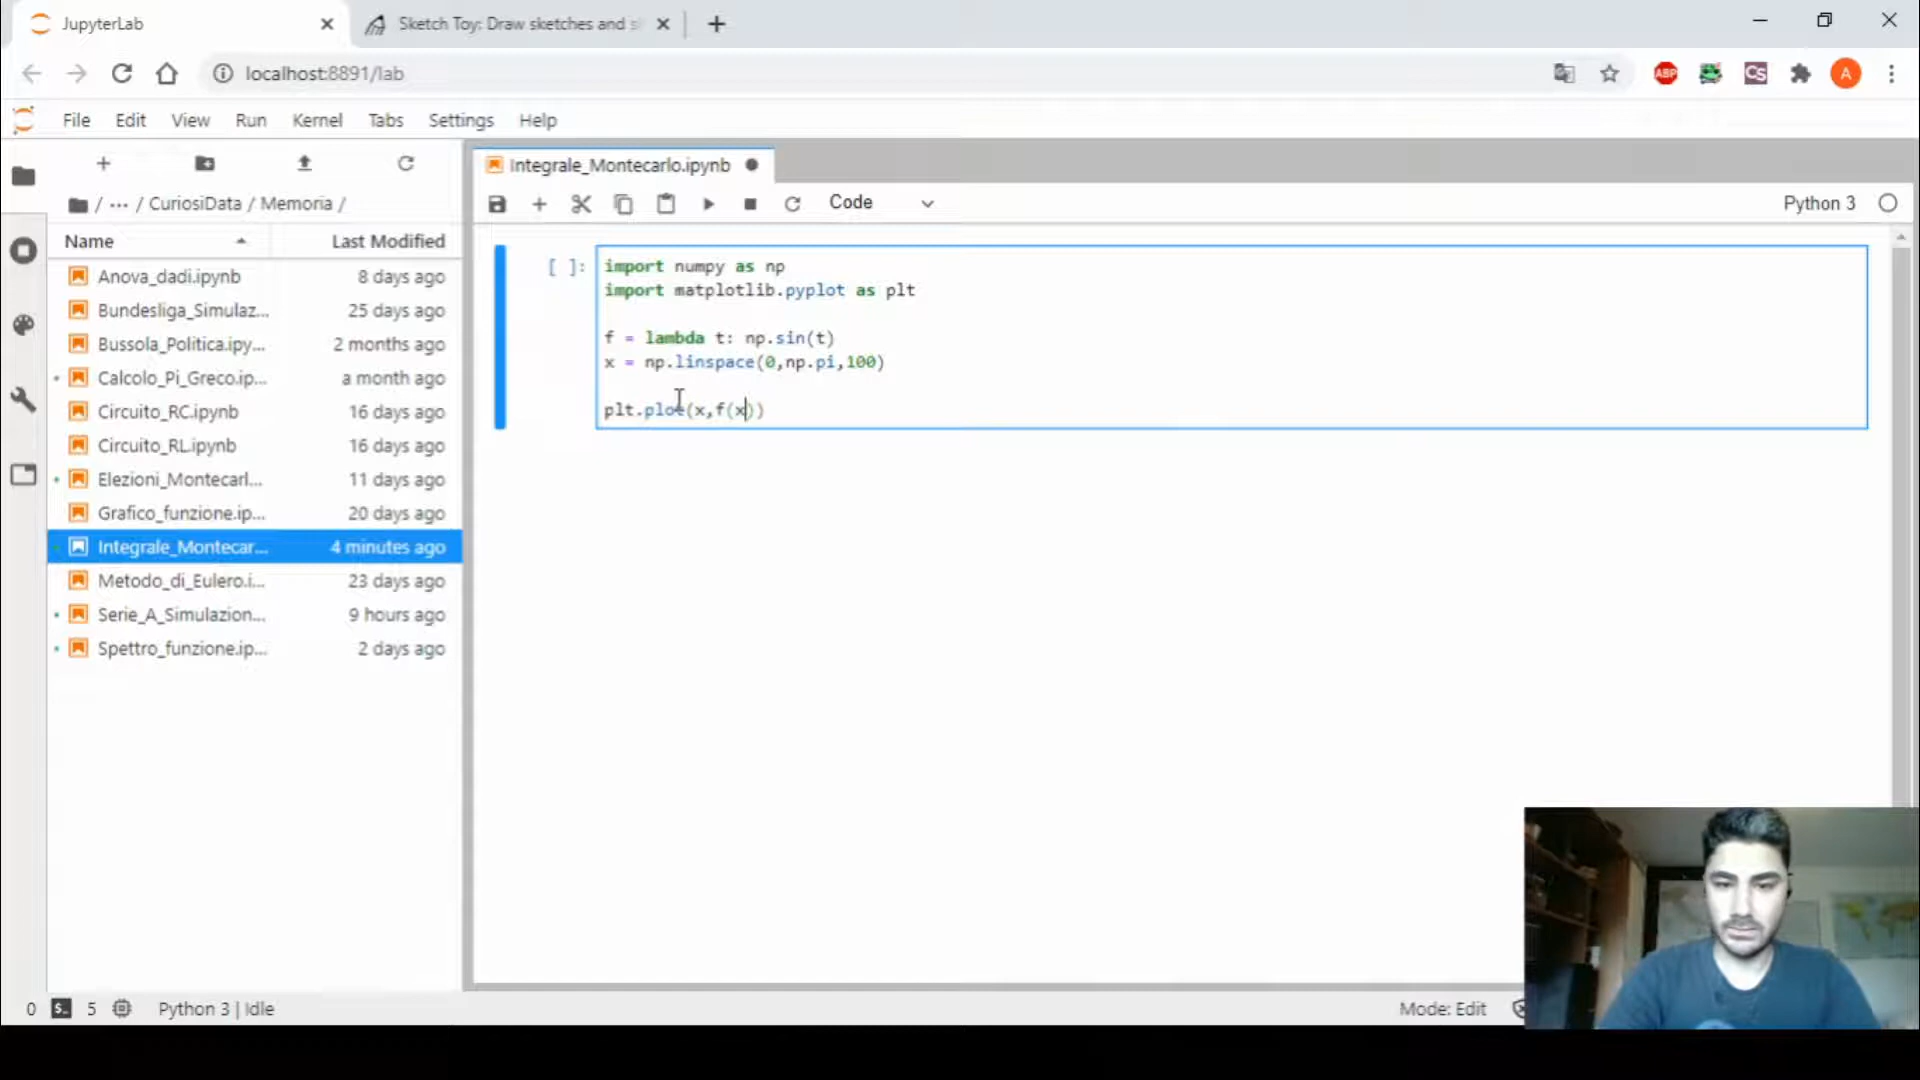 JupyterLab
Sketch Toy: Draw sketches and s
localhost:8891/lab
ABP
CS
A
File Edit View Run Kernel Tabs Settings Help
/ ··· / CuriosiData / Memoria /
Name Last Modified
Anova_dadi.ipynb 8 days ago
Bundesliga_Simulaz... 25 days ago
Bussola_Politica.ipy... 2 months ago
Calcolo_Pi_Greco.ip... a month ago
Circuito_RC.ipynb 16 days ago
Circuito_RL.ipynb 16 days ago
Elezioni_Montecarl... 11 days ago
Grafico_funzione.ip... 20 days ago
Integrale_Montecar... 4 minutes ago
Metodo_di_Eulero.i... 23 days ago
Serie_A_Simulazion... 9 hours ago
Spettro_funzione.ip... 2 days ago
Integrale_Montecarlo.ipynb
Code
Python 3
[ ]:
import numpy as np
import matplotlib.pyplot as plt
f = lambda t: np.sin(t)
x = np.linspace(0,np.pi,100)
plt.plot(x,f(x))
0 5 Python 3 | Idle
Mode: Edit